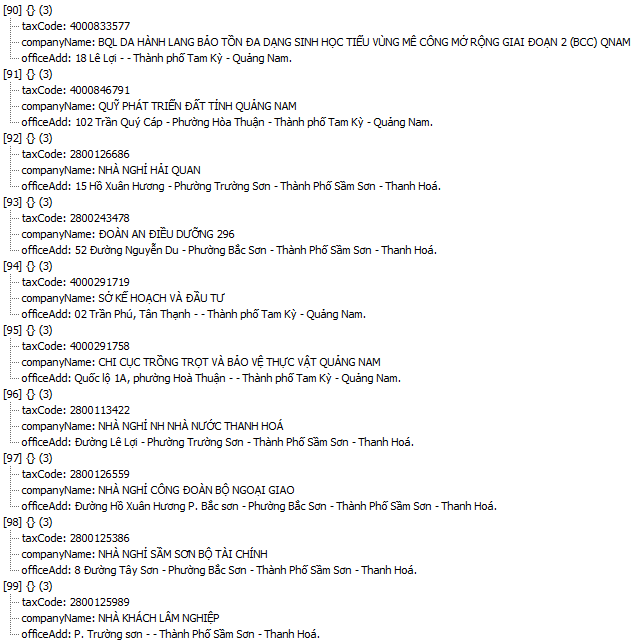 [90] {} (3)
taxCode: 4000833577
companyName: BQL DA HÀNH LANG BẢO TỒN ĐA DẠNG SINH HỌC TIỂU VÙNG MÊ CÔNG MỞ RỘNG GIAI ĐOẠN 2 (BCC) QNAM
officeAdd: 18 Lê Lợi - - Thành phố Tam Kỳ - Quảng Nam.
[91] {} (3)
taxCode: 4000846791
companyName: QUỸ PHÁT TRIỂN ĐẤT TỈNH QUẢNG NAM
officeAdd: 102 Trần Quý Cáp - Phường Hòa Thuận - Thành phố Tam Kỳ - Quảng Nam.
[92] {} (3)
taxCode: 2800126686
companyName: NHÀ NGHỈ HẢI QUAN
officeAdd: 15 Hồ Xuân Hương - Phường Trường Sơn - Thành Phố Sầm Sơn - Thanh Hoá.
[93] {} (3)
taxCode: 2800243478
companyName: ĐOÀN AN ĐIỀU DƯỠNG 296
officeAdd: 52 Đường Nguyễn Du - Phường Bắc Sơn - Thành Phố Sầm Sơn - Thanh Hoá.
[94] {} (3)
taxCode: 4000291719
companyName: SỞ KẾ HOẠCH VÀ ĐẦU TƯ
officeAdd: 02 Trần Phú, Tân Thạnh - - Thành phố Tam Kỳ - Quảng Nam.
[95] {} (3)
taxCode: 4000291758
companyName: CHI CỤC TRỒNG TRỌT VÀ BẢO VỆ THỰC VẬT QUẢNG NAM
officeAdd: Quốc lộ 1A, phường Hoà Thuận - - Thành phố Tam Kỳ - Quảng Nam.
[96] {} (3)
taxCode: 2800113422
companyName: NHÀ NGHỈ NH NHÀ NƯỚC THANH HOÁ
officeAdd: Đường Lê Lợi - Phường Trường Sơn - Thành Phố Sầm Sơn - Thanh Hoá.
[97] {} (3)
taxCode: 2800126559
companyName: NHÀ NGHỈ CÔNG ĐOÀN BỘ NGOẠI GIAO
officeAdd: Đường Hồ Xuân Hương P. Bắc sơn - Phường Bắc Sơn - Thành Phố Sầm Sơn - Thanh Hoá.
[98] {} (3)
taxCode: 2800125386
companyName: NHÀ NGHỈ SẦM SƠN BỘ TÀI CHÍNH
officeAdd: 8 Đường Tây Sơn - Phường Bắc Sơn - Thành Phố Sầm Sơn - Thanh Hoá.
[99] {} (3)
taxCode: 2800125989
companyName: NHÀ KHÁCH LÂM NGHIỆP
officeAdd: P. Trường sơn - - Thành Phố Sầm Sơn - Thanh Hoá.